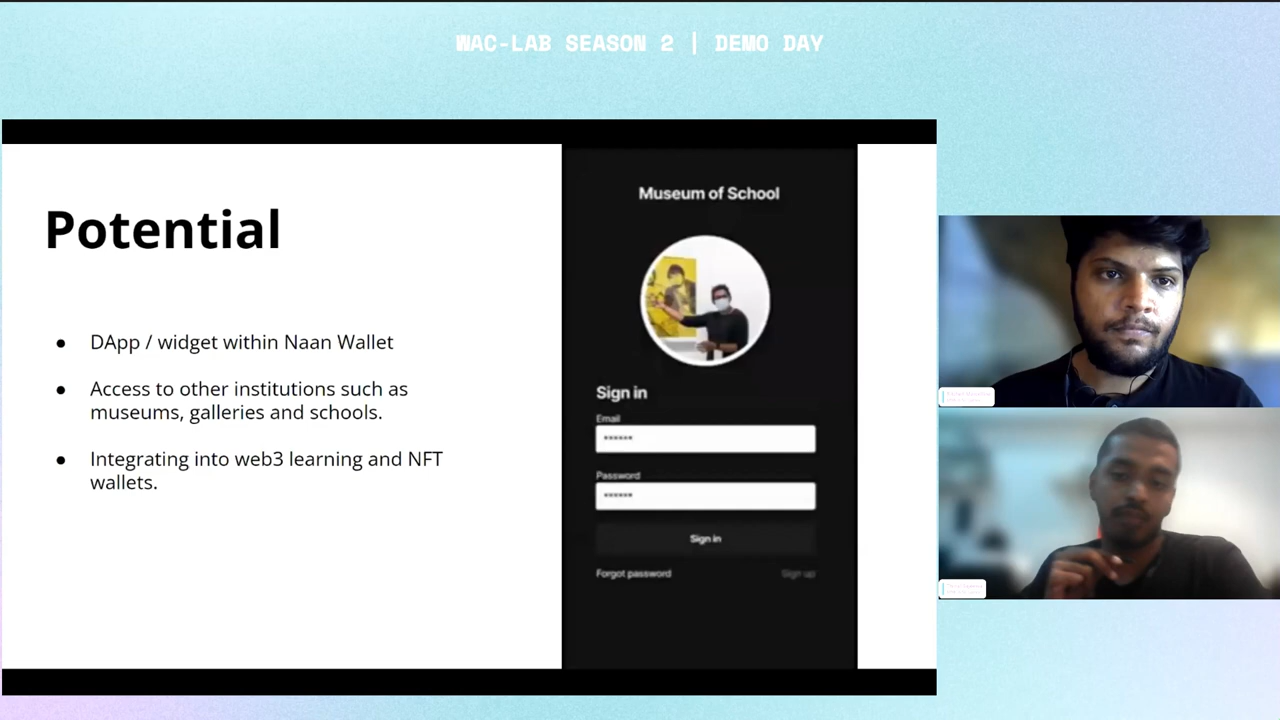 WAC-LAB SEASON 2 | DEMO DAY
Potential
● DApp / widget within Naan Wallet
● Access to other institutions such as
museums, galleries and schools.
● Integrating into web3 learning and NFT
wallets.
Museum of School
Sign in
Email
******
Password
******
Sign in
Forgot password
Sign up